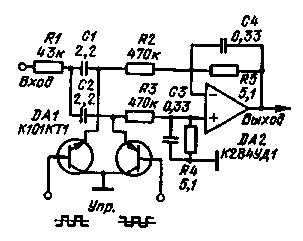 R1
43к
C1
2,2
R2
470к
C4
0,33
Вход
C2
2,2
R3
470к
C3
0,33
R5
5,1
DA1
К101КТ1
Выход
DA2
К284УД1
R4
5,1
Упр.